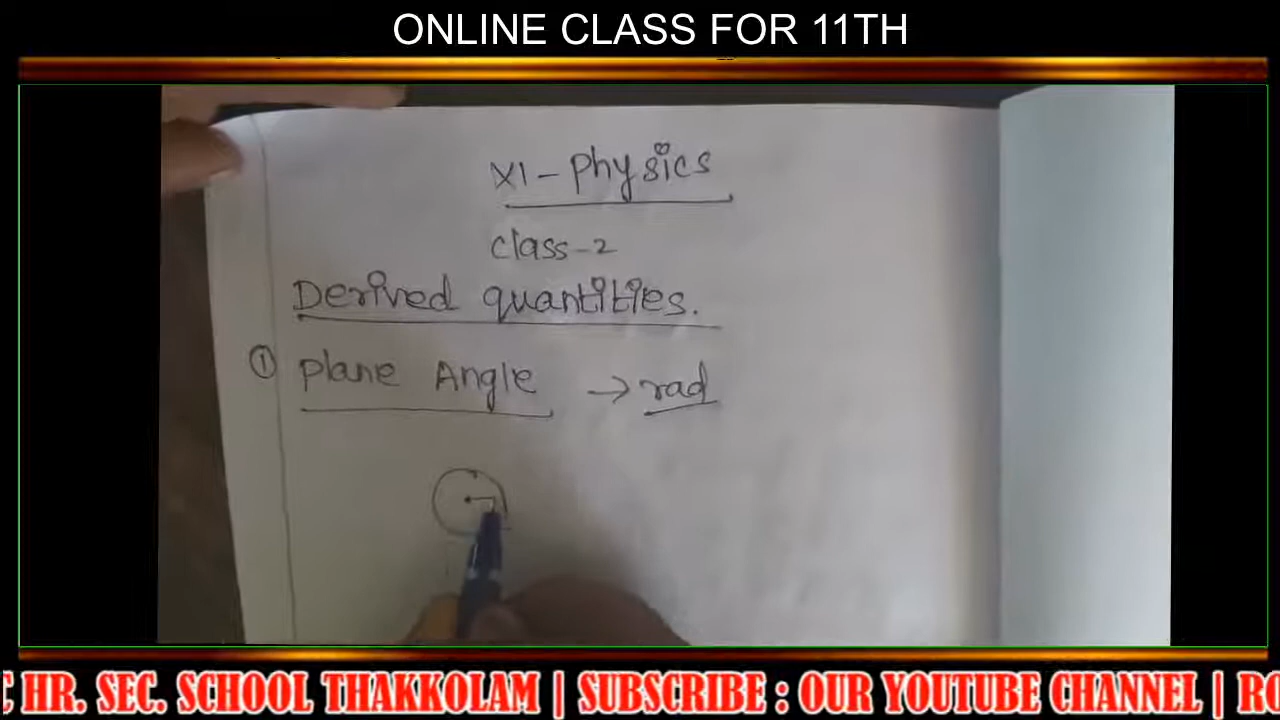 ONLINE CLASS FOR 11TH
XI - Physics
Class - 2
Derived quantities.
① Plane Angle → rad
HR. SEC. SCHOOL THAKKOLAM | SUBSCRIBE : OUR YOUTUBE CHANNEL |